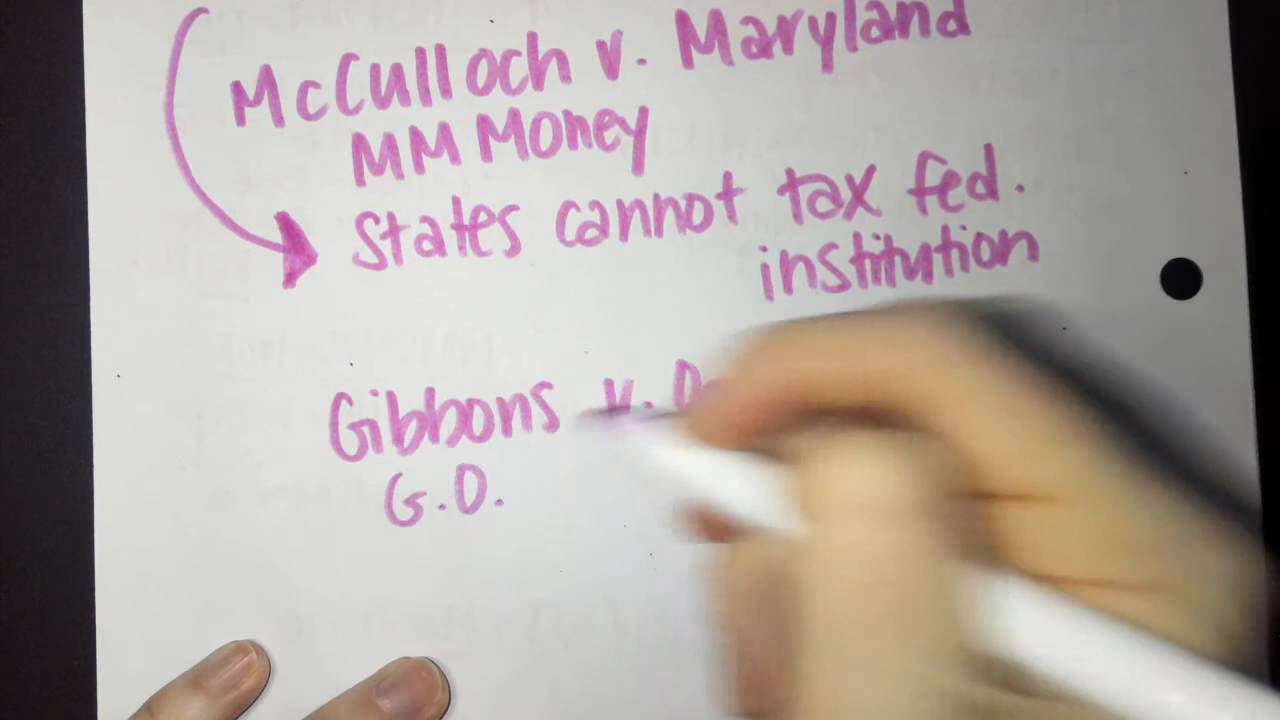 McCulloch v. Maryland
MM Money
States cannot tax fed.
institution
Gibbons v.
G.O.